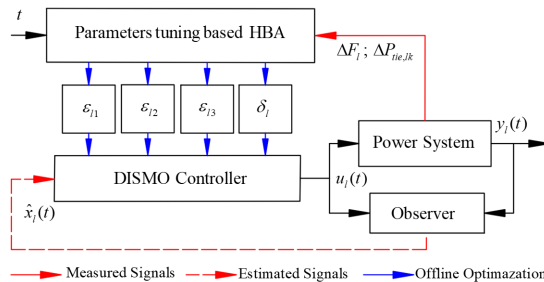 t
Parameters tuning based HBA
ΔF_l ; ΔP_tie,lk
ε_l1 ε_l2 ε_l3 δ_l
Power System
y_l(t)
DISMO Controller
u_l(t)
x̂_l(t)
Observer
Measured Signals Estimated Signals Offline Optimazation